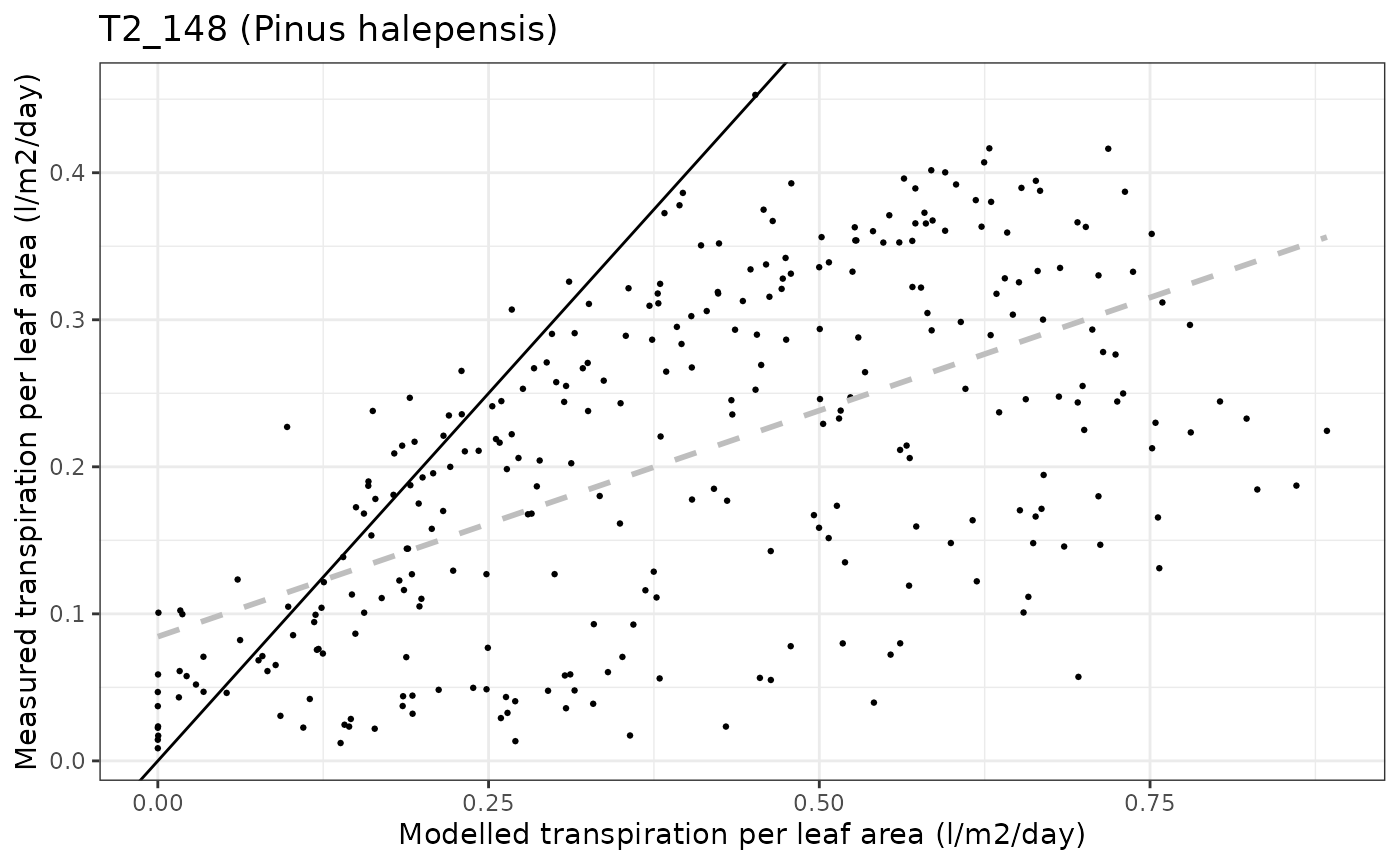 T2_148 (Pinus halepensis)
Measured transpiration per leaf area (l/m2/day)
0.4
0.3
0.2
0.1
0.0
0.00 0.25 0.50 0.75
Modelled transpiration per leaf area (l/m2/day)